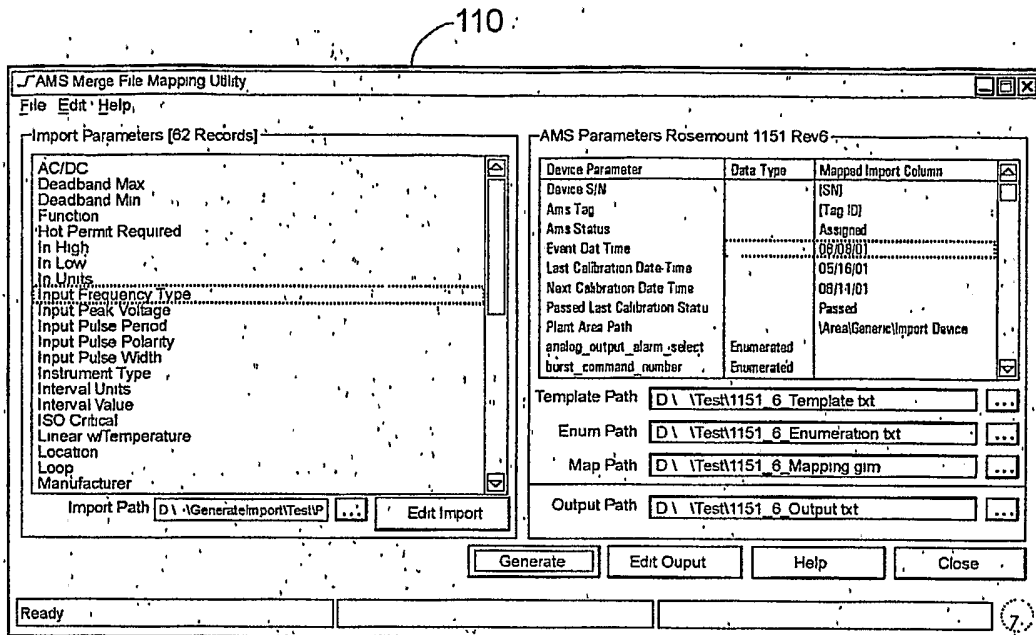 110
AMS Merge File Mapping Utility
File Edit Help
Import Parameters [62 Records]
AC/DC
Deadband Max
Deadband Min
Function
Hot Permit Required
In High
In Low
In Units
Input Frequency Type
Input Peak Voltage
Input Pulse Period
Input Pulse Polarity
Input Pulse Width
Instrument Type
Interval Units
Interval Value
ISO Critical
Linear w/Temperature
Location
Loop
Manufacturer
Import Path D\ \GenerateImport\Test\P ... Edit Import
AMS Parameters Rosemount 1151 Rev6
Device Parameter Data Type Mapped Import Column
Device S/N [SN]
Ams Tag [Tag ID]
Ams Status Assigned
Event Dat Time 06/08/01
Last Calibration Date Time 05/16/01
Next Calibration Date Time 08/11/01
Passed Last Calibration Statu Passed
Plant Area Path \Area\Generic\Import Device
analog_output_alarm_select Enumerated
burst_command_number Enumerated
Template Path D\ \Test\1151_6_Template txt ...
Enum Path D\ \Test\1151_6_Enumeration txt ...
Map Path D\ \Test\1151_6_Mapping gim ...
Output Path D\ \Test\1151_6_Output txt ...
Generate Edit Ouput Help Close
Ready
7